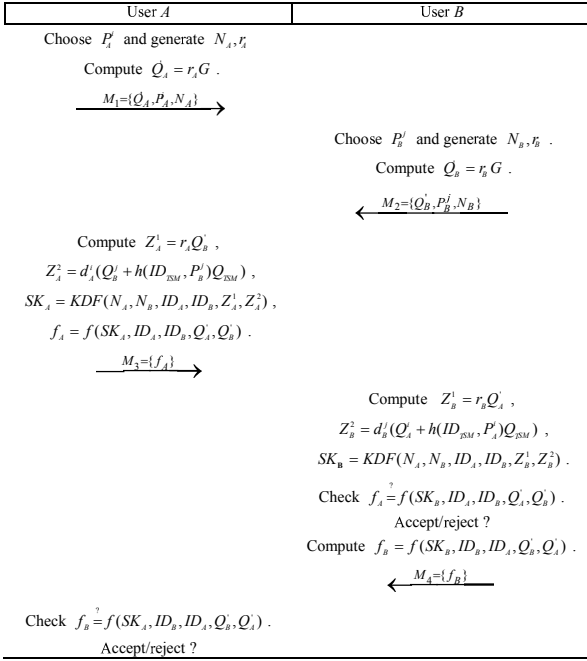 User A User B
Choose P_A^i and generate N_A, r_A
Compute Q_A' = r_A G .
M_1={Q_A', P_A^i, N_A}
Choose P_B^j and generate N_B, r_B .
Compute Q_B' = r_B G .
M_2={Q_B', P_B^j, N_B}
Compute Z_A^1 = r_A Q_B' ,
Z_A^2 = d_A^i (Q_B^j + h(ID_TSM, P_B^j)Q_TSM) ,
SK_A = KDF(N_A, N_B, ID_A, ID_B, Z_A^1, Z_A^2) ,
f_A = f(SK_A, ID_A, ID_B, Q_A', Q_B') .
M_3={f_A}
Compute Z_B^1 = r_B Q_A' ,
Z_B^2 = d_B^j (Q_A^i + h(ID_TSM, P_A^i)Q_TSM) ,
SK_B = KDF(N_A, N_B, ID_A, ID_B, Z_B^1, Z_B^2) .
Check f_A ?= f(SK_B, ID_A, ID_B, Q_A', Q_B') .
Accept/reject ?
Compute f_B = f(SK_B, ID_B, ID_A, Q_B', Q_A') .
M_4={f_B}
Check f_B ?= f(SK_A, ID_B, ID_A, Q_B', Q_A') .
Accept/reject ?